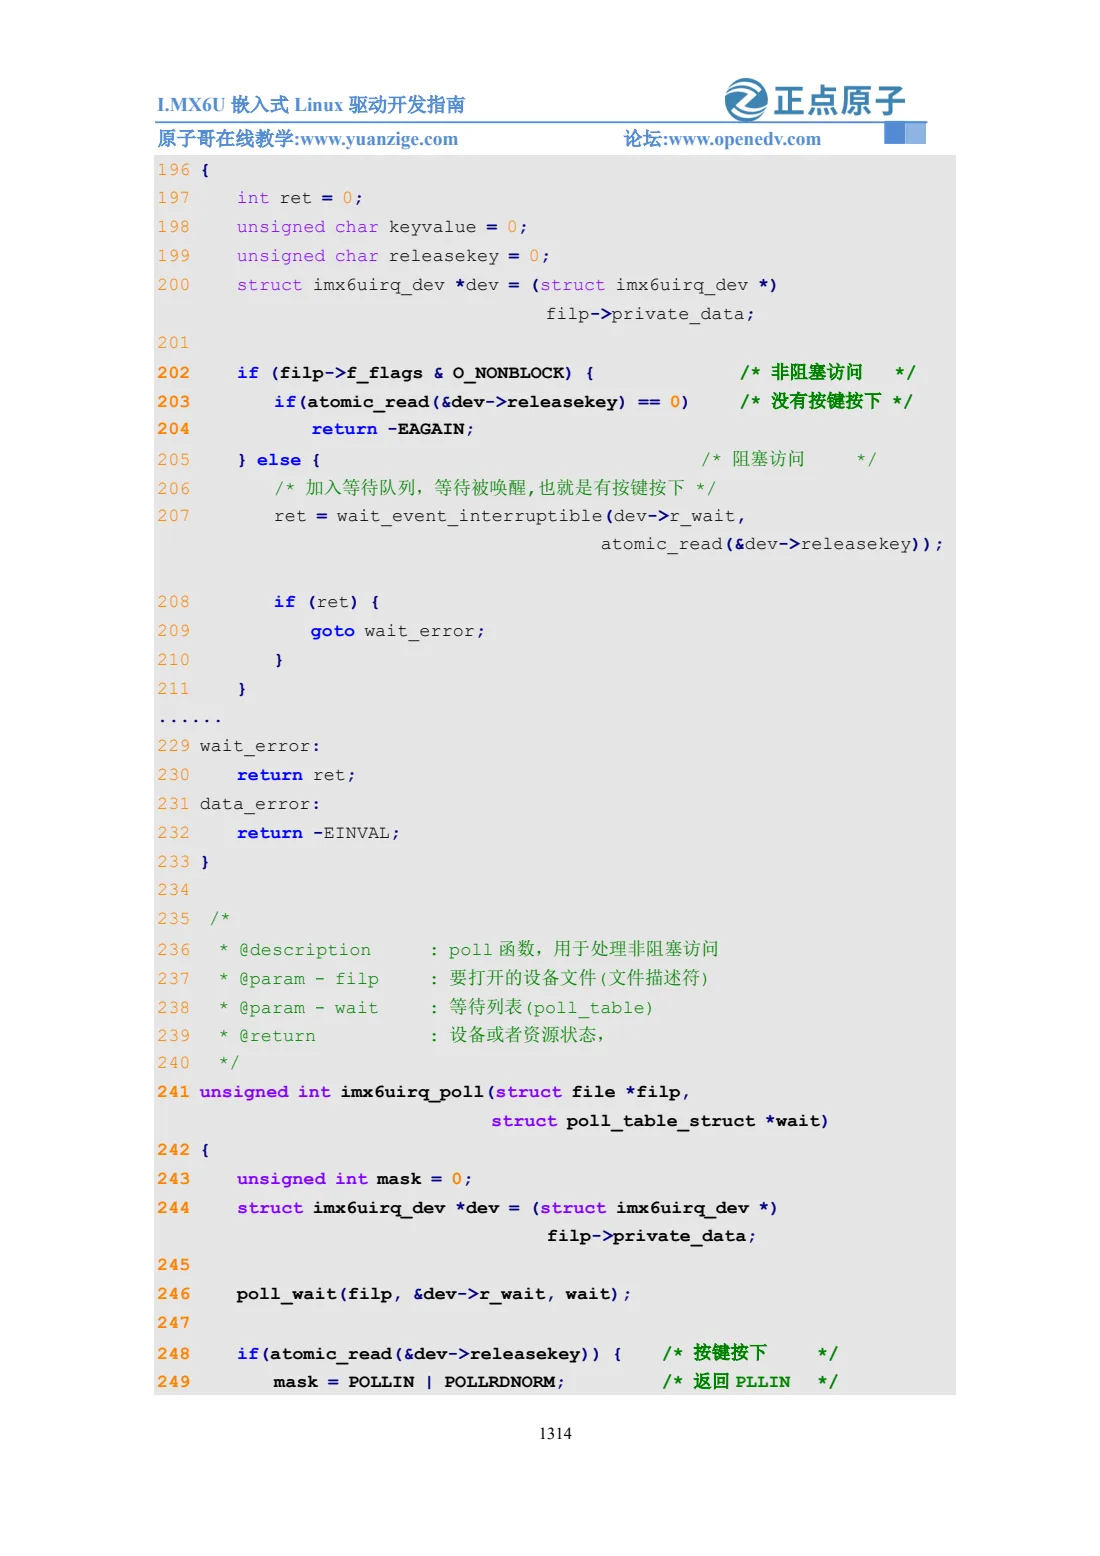 I.MX6U 嵌入式 Linux 驱动开发指南
正点原子
原子哥在线教学:www.yuanzige.com 论坛:www.openedv.com
196 {
197 int ret = 0;
198 unsigned char keyvalue = 0;
199 unsigned char releasekey = 0;
200 struct imx6uirq_dev *dev = (struct imx6uirq_dev *)
filp->private_data;
201
202 if (filp->f_flags & O_NONBLOCK) { /* 非阻塞访问 */
203 if(atomic_read(&dev->releasekey) == 0) /* 没有按键按下 */
204 return -EAGAIN;
205 } else { /* 阻塞访问 */
206 /* 加入等待队列，等待被唤醒,也就是有按键按下 */
207 ret = wait_event_interruptible(dev->r_wait,
atomic_read(&dev->releasekey));
208 if (ret) {
209 goto wait_error;
210 }
211 }
......
229 wait_error:
230 return ret;
231 data_error:
232 return -EINVAL;
233 }
234
235 /*
236 * @description : poll 函数，用于处理非阻塞访问
237 * @param - filp : 要打开的设备文件(文件描述符)
238 * @param - wait : 等待列表(poll_table)
239 * @return : 设备或者资源状态，
240 */
241 unsigned int imx6uirq_poll(struct file *filp,
struct poll_table_struct *wait)
242 {
243 unsigned int mask = 0;
244 struct imx6uirq_dev *dev = (struct imx6uirq_dev *)
filp->private_data;
245
246 poll_wait(filp, &dev->r_wait, wait);
247
248 if(atomic_read(&dev->releasekey)) { /* 按键按下 */
249 mask = POLLIN | POLLRDNORM; /* 返回 PLLIN */
1314